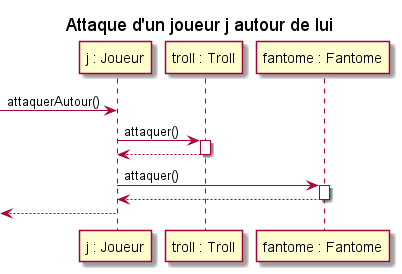 Attaque d'un joueur j autour de lui
j : Joueur troll : Troll fantome : Fantome
attaquerAutour()
attaquer()
attaquer()
j : Joueur troll : Troll fantome : Fantome